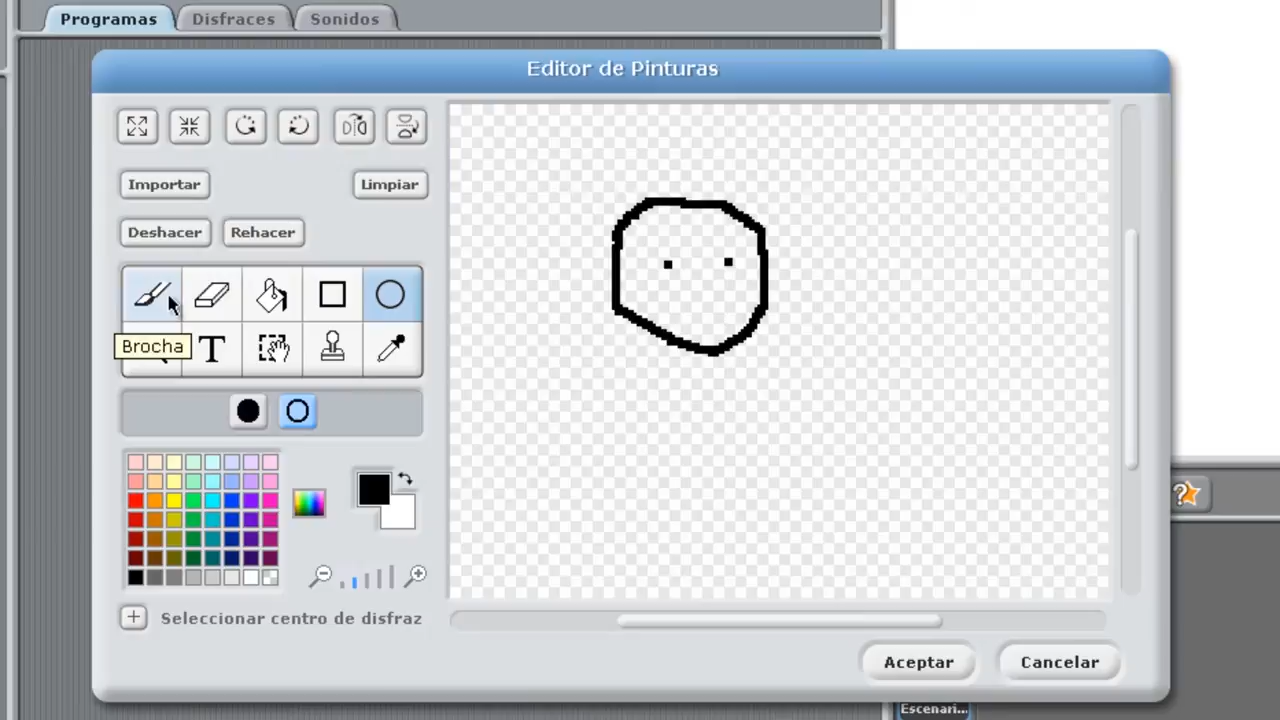 Programas
Disfraces
Sonidos
Editor de Pinturas
Importar
Limpiar
Deshacer
Rehacer
Brocha
T
Seleccionar centro de disfraz
Aceptar
Cancelar
Escenari...